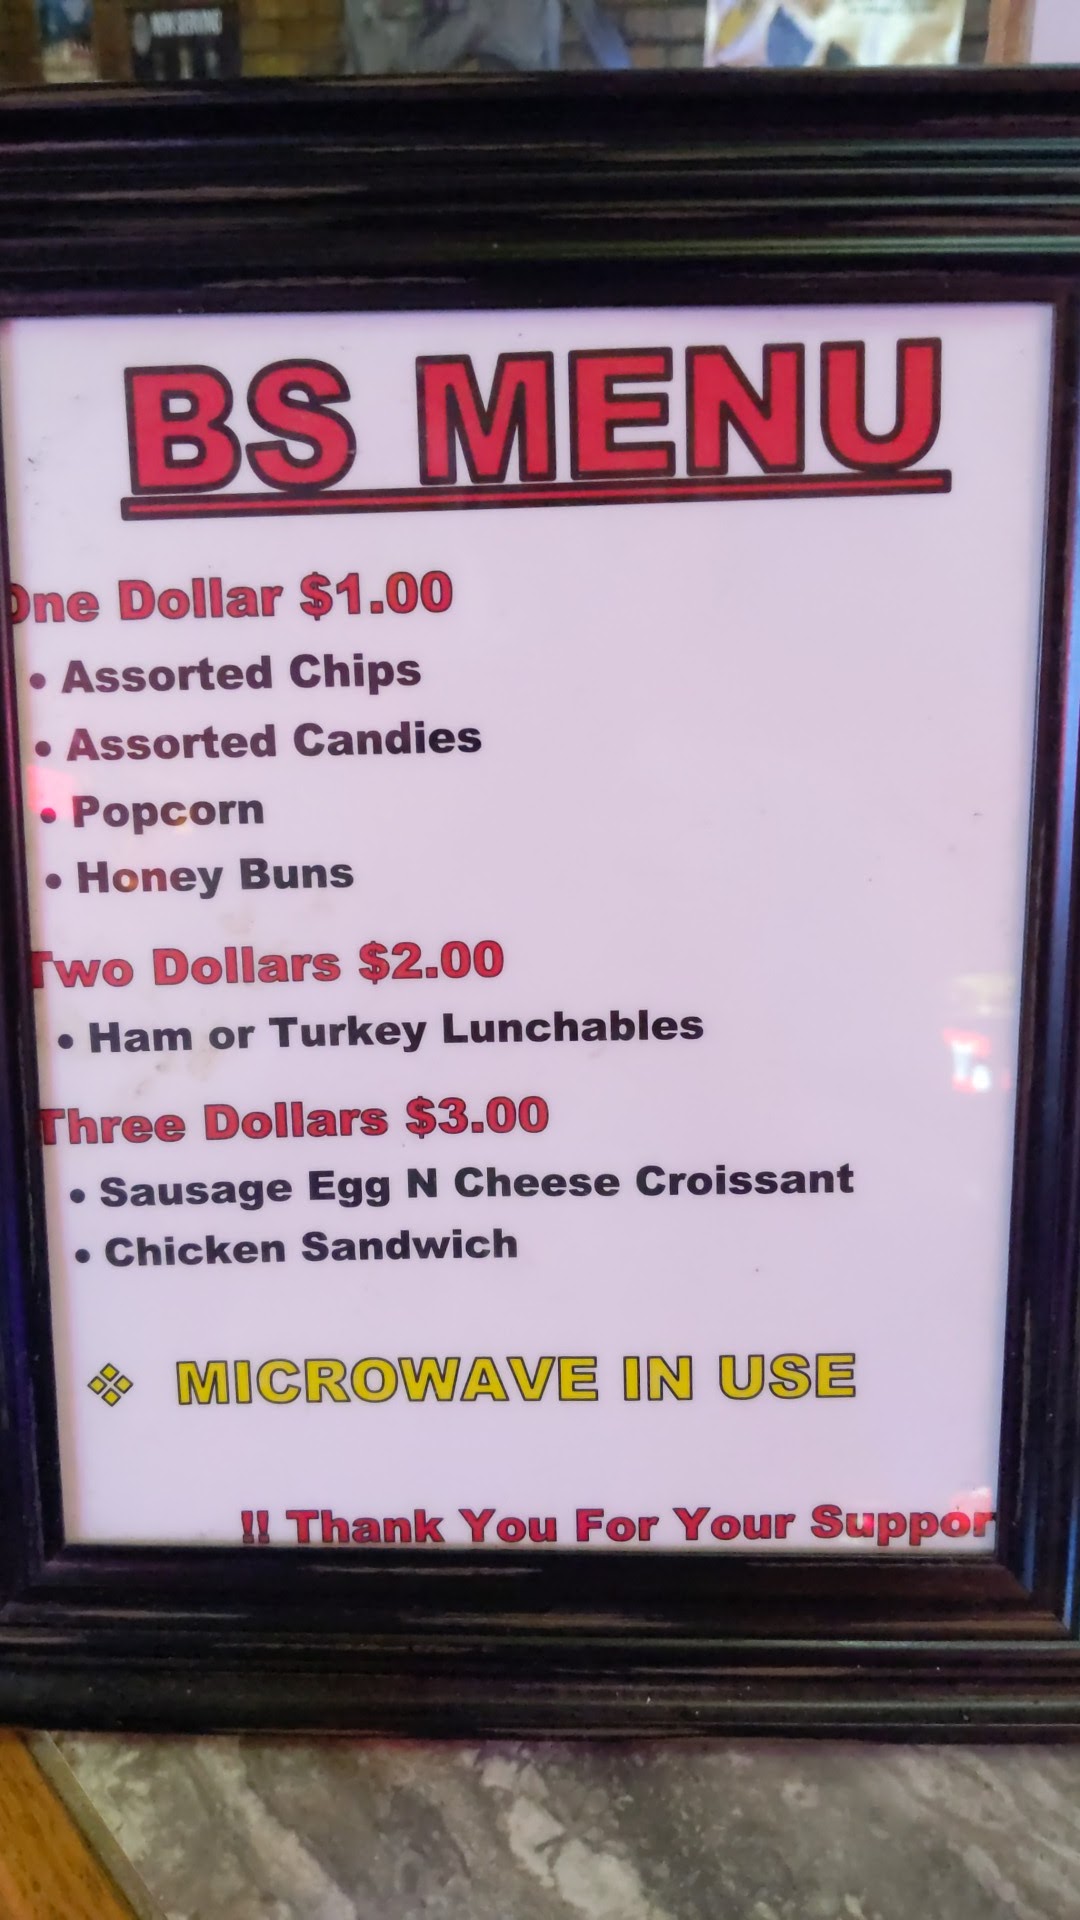 BS MENU
One Dollar $1.00
• Assorted Chips
• Assorted Candies
• Popcorn
• Honey Buns
Two Dollars $2.00
• Ham or Turkey Lunchables
Three Dollars $3.00
• Sausage Egg N Cheese Croissant
• Chicken Sandwich
❖ MICROWAVE IN USE
!! Thank You For Your Suppor